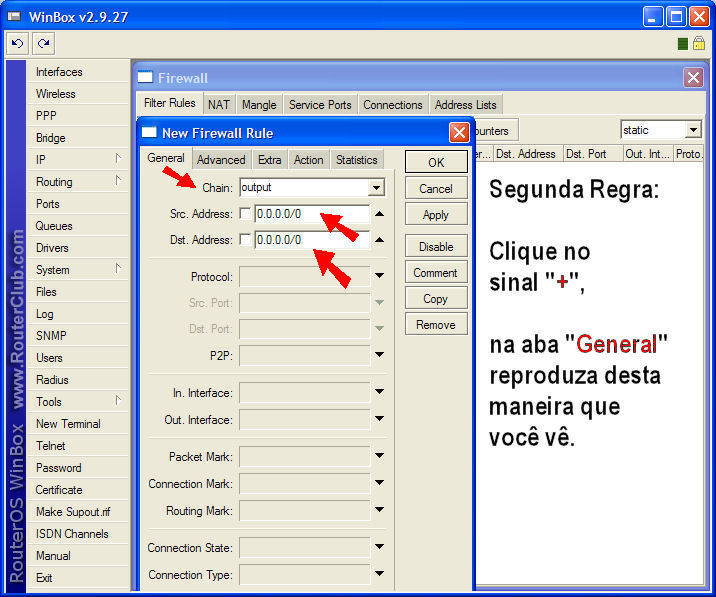 WinBox v2.9.27
RouterOS WinBox www.RouterClub.com
Interfaces
Wireless
PPP
Bridge
IP
Routing
Ports
Queues
Drivers
System
Files
Log
SNMP
Users
Radius
Tools
New Terminal
Telnet
Password
Certificate
Make Supout.rif
ISDN Channels
Manual
Exit
Firewall
Filter Rules NAT Mangle Service Ports Connections Address Lists
static
Dst. Address Dst. Port Out. Int... Proto.
New Firewall Rule
General Advanced Extra Action Statistics
Chain: output
Src. Address: 0.0.0.0/0
Dst. Address: 0.0.0.0/0
Protocol:
Src. Port:
Dst. Port:
P2P:
In. Interface:
Out. Interface:
Packet Mark:
Connection Mark:
Routing Mark:
Connection State:
Connection Type:
OK
Cancel
Apply
Disable
Comment
Copy
Remove
Segunda Regra:
Clique no
sinal "+",
na aba "General"
reproduza desta
maneira que
você vê.